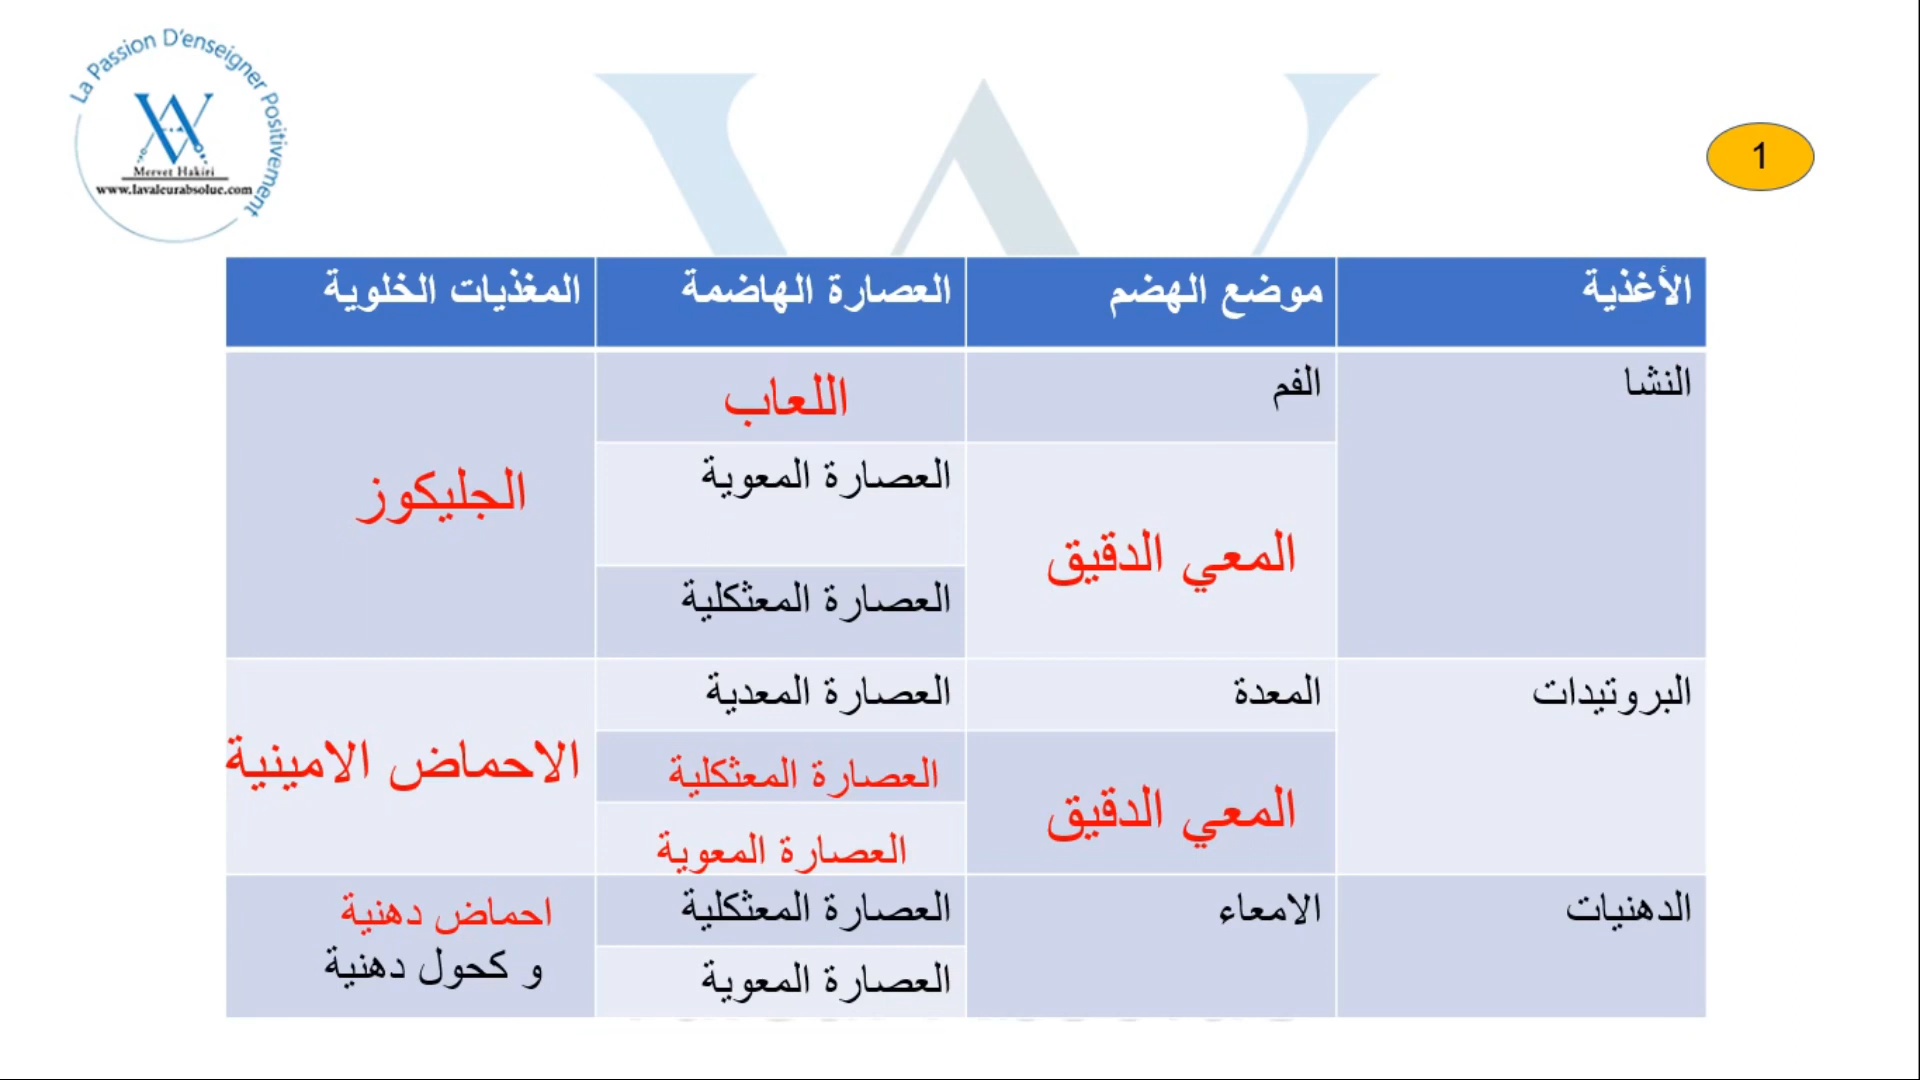 La Passion D'enseigner Positivement
Mervet Hakiri
www.lavaleurabsolue.com
1
الأغذية
موضع الهضم
العصارة الهاضمة
المغذيات الخلوية
النشا
الفم
اللعاب
الجليكوز
المعي الدقيق
العصارة المعوية
العصارة المعثكلية
البروتيدات
المعدة
العصارة المعدية
الاحماض الامينية
المعي الدقيق
العصارة المعثكلية
العصارة المعوية
الدهنيات
الامعاء
العصارة المعثكلية
العصارة المعوية
احماض دهنية
و كحول دهنية